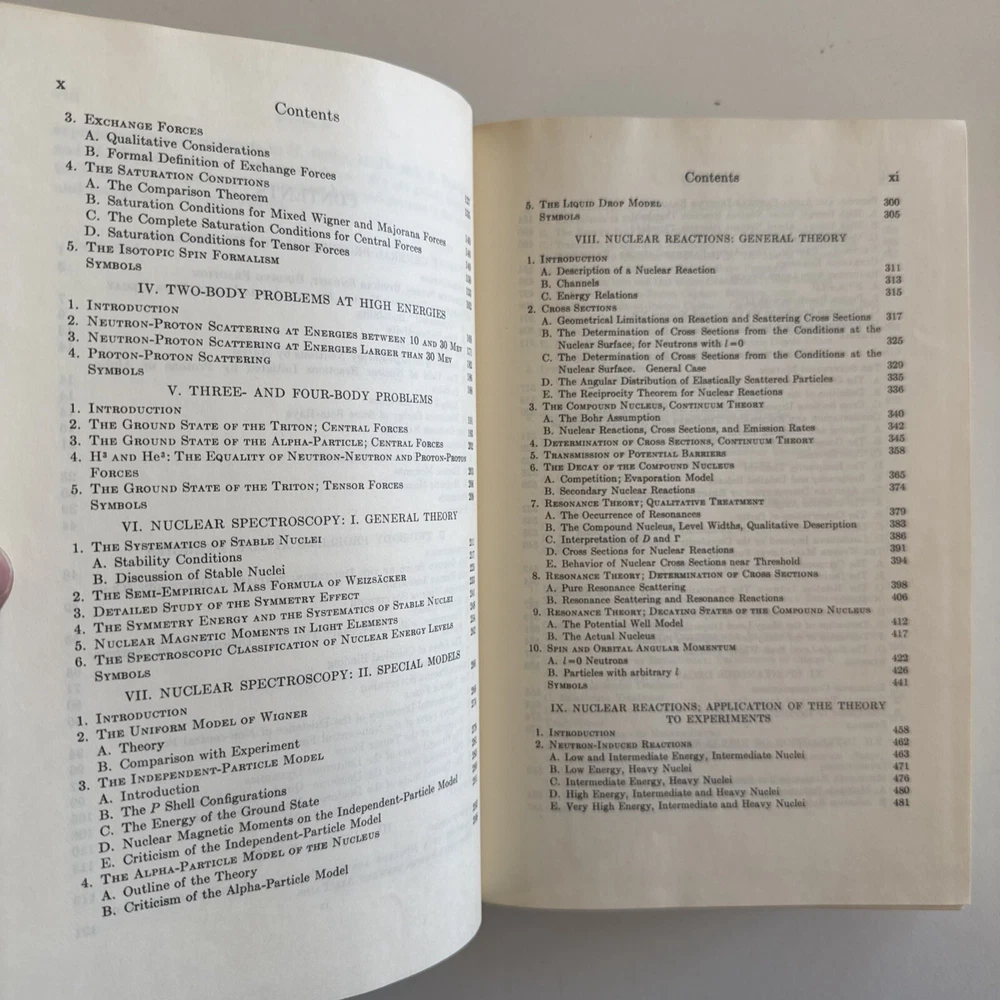 x
Contents
3. EXCHANGE FORCES
A. Qualitative Considerations
B. Formal Definition of Exchange Forces
4. THE SATURATION CONDITIONS
A. The Comparison Theorem
B. Saturation Conditions for Mixed Wigner and Majorana Forces
C. The Complete Saturation Conditions for Central Forces
D. Saturation Conditions for Tensor Forces
5. THE ISOTOPIC SPIN FORMALISM
SYMBOLS
IV. TWO-BODY PROBLEMS AT HIGH ENERGIES
1. INTRODUCTION
2. NEUTRON-PROTON SCATTERING AT ENERGIES BETWEEN 10 AND 30 MEV
3. NEUTRON-PROTON SCATTERING AT ENERGIES LARGER THAN 30 MEV
4. PROTON-PROTON SCATTERING
SYMBOLS
V. THREE- AND FOUR-BODY PROBLEMS
1. INTRODUCTION
2. THE GROUND STATE OF THE TRITON; CENTRAL FORCES
3. THE GROUND STATE OF THE ALPHA-PARTICLE; CENTRAL FORCES
4. H³ AND HE³: THE EQUALITY OF NEUTRON-NEUTRON AND PROTON-PROTON
FORCES
5. THE GROUND STATE OF THE TRITON; TENSOR FORCES
SYMBOLS
VI. NUCLEAR SPECTROSCOPY: I. GENERAL THEORY
1. THE SYSTEMATICS OF STABLE NUCLEI
A. Stability Conditions
B. Discussion of Stable Nuclei
2. THE SEMI-EMPIRICAL MASS FORMULA OF WEIZSÄCKER
3. DETAILED STUDY OF THE SYMMETRY EFFECT
4. THE SYMMETRY ENERGY AND THE SYSTEMATICS OF STABLE NUCLEI
5. NUCLEAR MAGNETIC MOMENTS IN LIGHT ELEMENTS
6. THE SPECTROSCOPIC CLASSIFICATION OF NUCLEAR ENERGY LEVELS
SYMBOLS
VII. NUCLEAR SPECTROSCOPY: II. SPECIAL MODELS
1. INTRODUCTION
2. THE UNIFORM MODEL OF WIGNER
A. Theory
B. Comparison with Experiment
3. THE INDEPENDENT-PARTICLE MODEL
A. Introduction
B. The P Shell Configurations
C. The Energy of the Ground State
D. Nuclear Magnetic Moments on the Independent-Particle Model
E. Criticism of the Independent-Particle Model
4. THE ALPHA-PARTICLE MODEL OF THE NUCLEUS
A. Outline of the Theory
B. Criticism of the Alpha-Particle Model
Contents xi
5. THE LIQUID DROP MODEL 300
SYMBOLS 305
VIII. NUCLEAR REACTIONS: GENERAL THEORY
1. INTRODUCTION
A. Description of a Nuclear Reaction 311
B. Channels 313
C. Energy Relations 315
2. CROSS SECTIONS
A. Geometrical Limitations on Reaction and Scattering Cross Sections 317
B. The Determination of Cross Sections from the Conditions at the
Nuclear Surface, for Neutrons with l=0 325
C. The Determination of Cross Sections from the Conditions at the
Nuclear Surface. General Case 329
D. The Angular Distribution of Elastically Scattered Particles 335
E. The Reciprocity Theorem for Nuclear Reactions 336
3. THE COMPOUND NUCLEUS, CONTINUUM THEORY
A. The Bohr Assumption 340
B. Nuclear Reactions, Cross Sections, and Emission Rates 342
4. DETERMINATION OF CROSS SECTIONS, CONTINUUM THEORY 345
5. TRANSMISSION OF POTENTIAL BARRIERS 358
6. THE DECAY OF THE COMPOUND NUCLEUS
A. Competition; Evaporation Model 365
B. Secondary Nuclear Reactions 374
7. RESONANCE THEORY; QUALITATIVE TREATMENT
A. The Occurrence of Resonances 379
B. The Compound Nucleus, Level Widths, Qualitative Description 383
C. Interpretation of D and Γ 386
D. Cross Sections for Nuclear Reactions 391
E. Behavior of Nuclear Cross Sections near Threshold 394
8. RESONANCE THEORY; DETERMINATION OF CROSS SECTIONS
A. Pure Resonance Scattering 398
B. Resonance Scattering and Resonance Reactions 406
9. RESONANCE THEORY; DECAYING STATES OF THE COMPOUND NUCLEUS
A. The Potential Well Model 412
B. The Actual Nucleus 417
10. SPIN AND ORBITAL ANGULAR MOMENTUM
A. l=0 Neutrons 422
B. Particles with arbitrary l 426
SYMBOLS 441
IX. NUCLEAR REACTIONS; APPLICATION OF THE THEORY
TO EXPERIMENTS
1. INTRODUCTION 458
2. NEUTRON-INDUCED REACTIONS 462
A. Low and Intermediate Energy, Intermediate Nuclei 463
B. Low Energy, Heavy Nuclei 471
C. Intermediate Energy, Heavy Nuclei 476
D. High Energy, Intermediate and Heavy Nuclei 480
E. Very High Energy, Intermediate and Heavy Nuclei 481